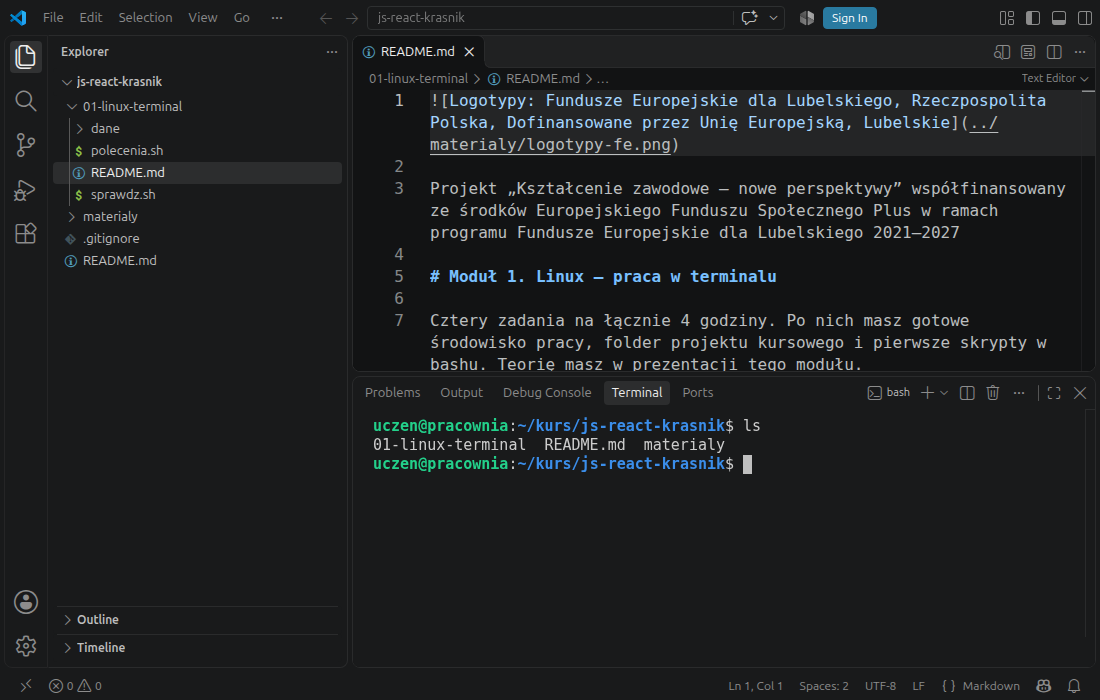 File Edit Selection View Go ··· js-react-krasnik Sign In
Explorer ···
js-react-krasnik
01-linux-terminal
dane
$ polecenia.sh
README.md
$ sprawdz.sh
materialy
.gitignore
README.md
Outline
Timeline
README.md
01-linux-terminal > README.md > ...
Text Editor
1 ![Logotypy: Fundusze Europejskie dla Lubelskiego, Rzeczpospolita
Polska, Dofinansowane przez Unię Europejską, Lubelskie](../
materialy/logotypy-fe.png)
2
3 Projekt „Kształcenie zawodowe – nowe perspektywy” współfinansowany
ze środków Europejskiego Funduszu Społecznego Plus w ramach
programu Fundusze Europejskie dla Lubelskiego 2021–2027
4
5 # Moduł 1. Linux – praca w terminalu
6
7 Cztery zadania na łącznie 4 godziny. Po nich masz gotowe
środowisko pracy, folder projektu kursowego i pierwsze skrypty w
bashu. Teorię masz w prezentacji tego modułu.
Problems Output Debug Console Terminal Ports bash ···
uczen@pracownia:~/kurs/js-react-krasnik$ ls
01-linux-terminal README.md materialy
uczen@pracownia:~/kurs/js-react-krasnik$
0 0 Ln 1, Col 1 Spaces: 2 UTF-8 LF { } Markdown